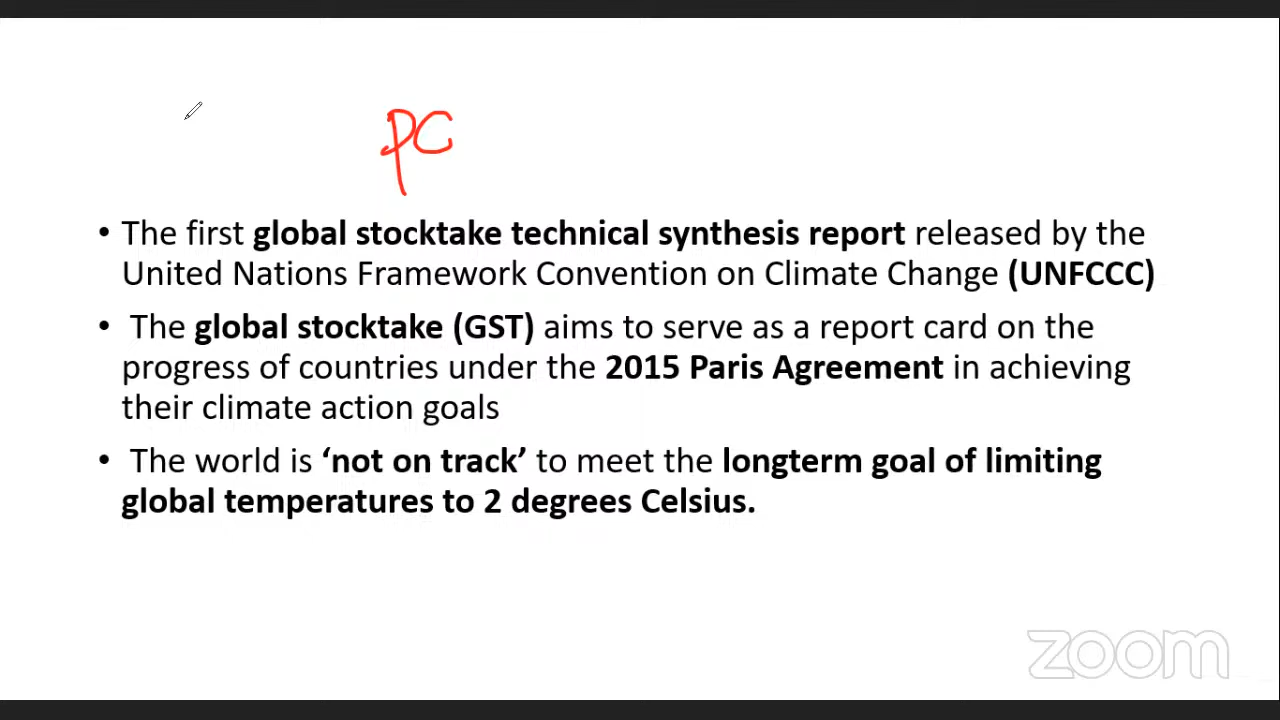 PC
• The first global stocktake technical synthesis report released by the
United Nations Framework Convention on Climate Change (UNFCCC)
• The global stocktake (GST) aims to serve as a report card on the
progress of countries under the 2015 Paris Agreement in achieving
their climate action goals
• The world is ‘not on track’ to meet the longterm goal of limiting
global temperatures to 2 degrees Celsius.
zoom